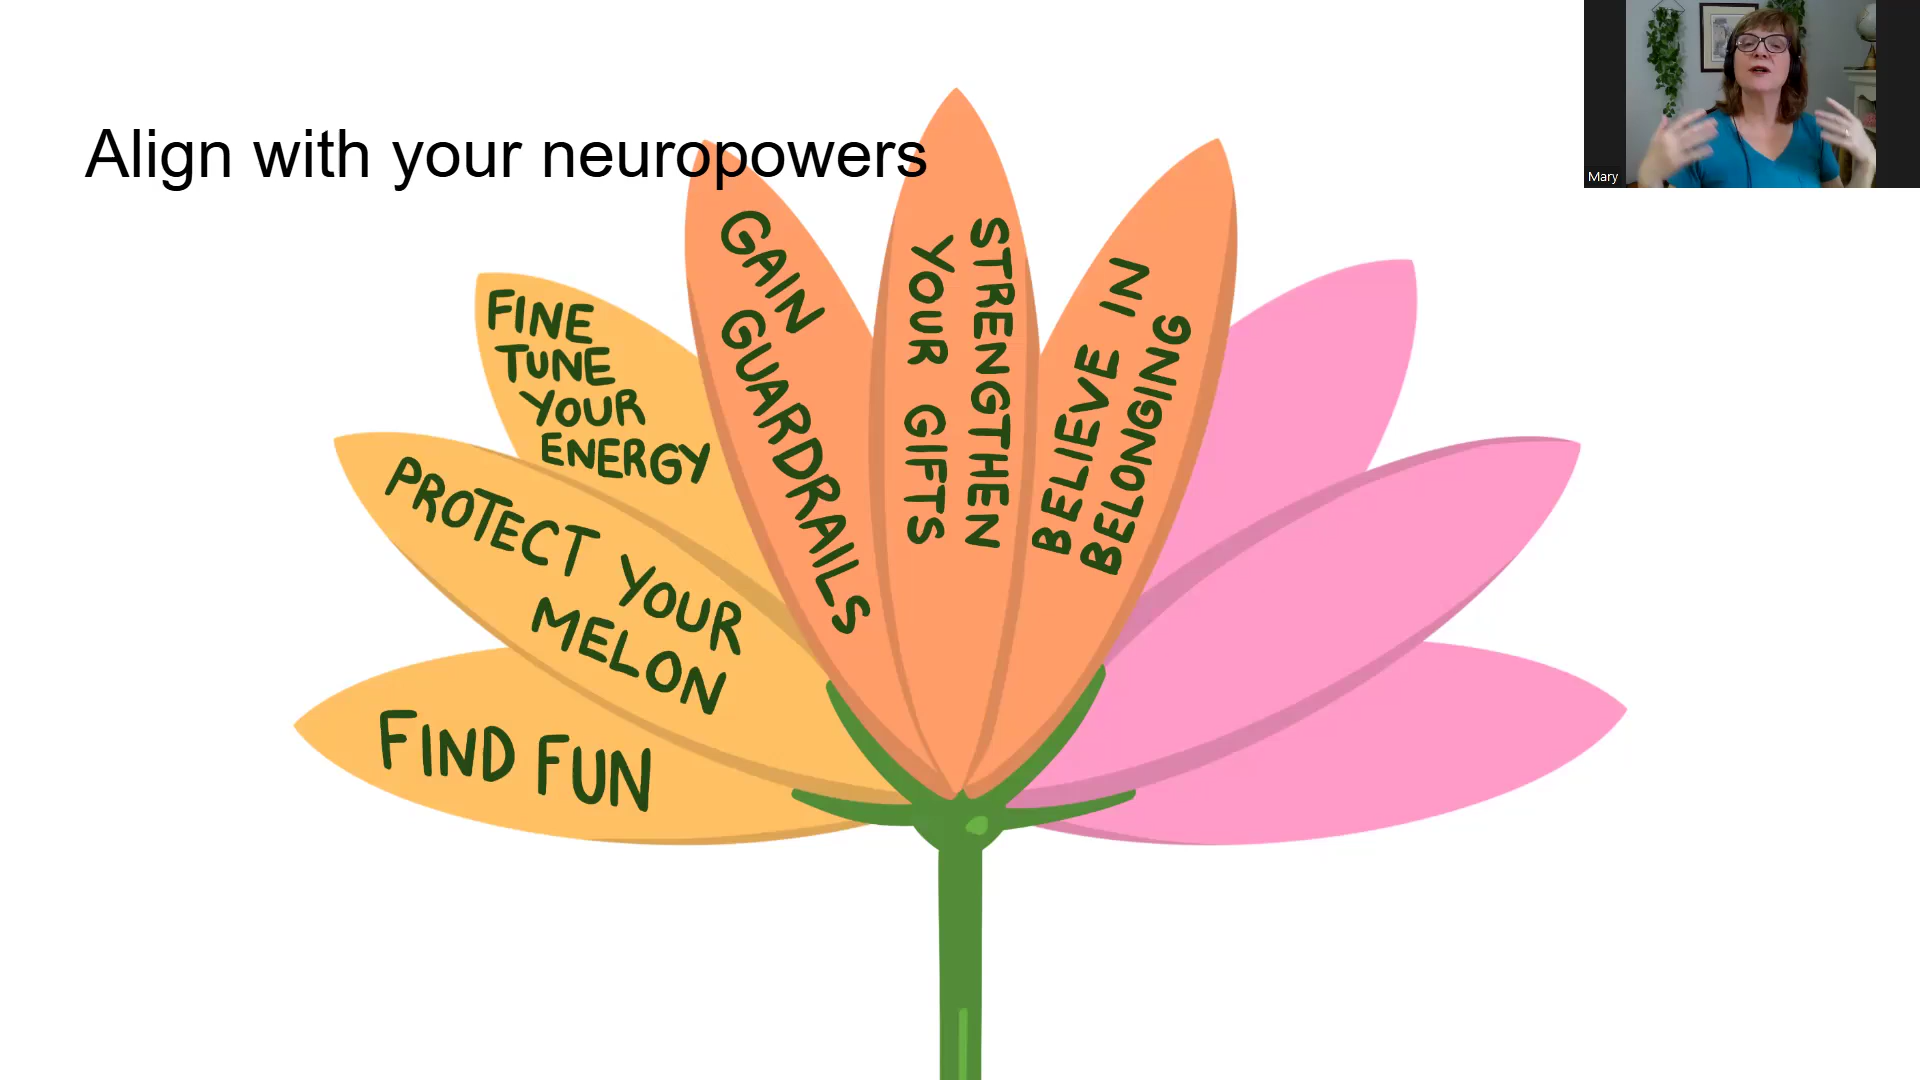 Align with your neuropowers
FIND FUN
PROTECT YOUR
MELON
FINE
TUNE
YOUR
ENERGY
GAIN
GUARDRAILS
STRENGTHEN
YOUR GIFTS
BELIEVE IN
BELONGING
Mary